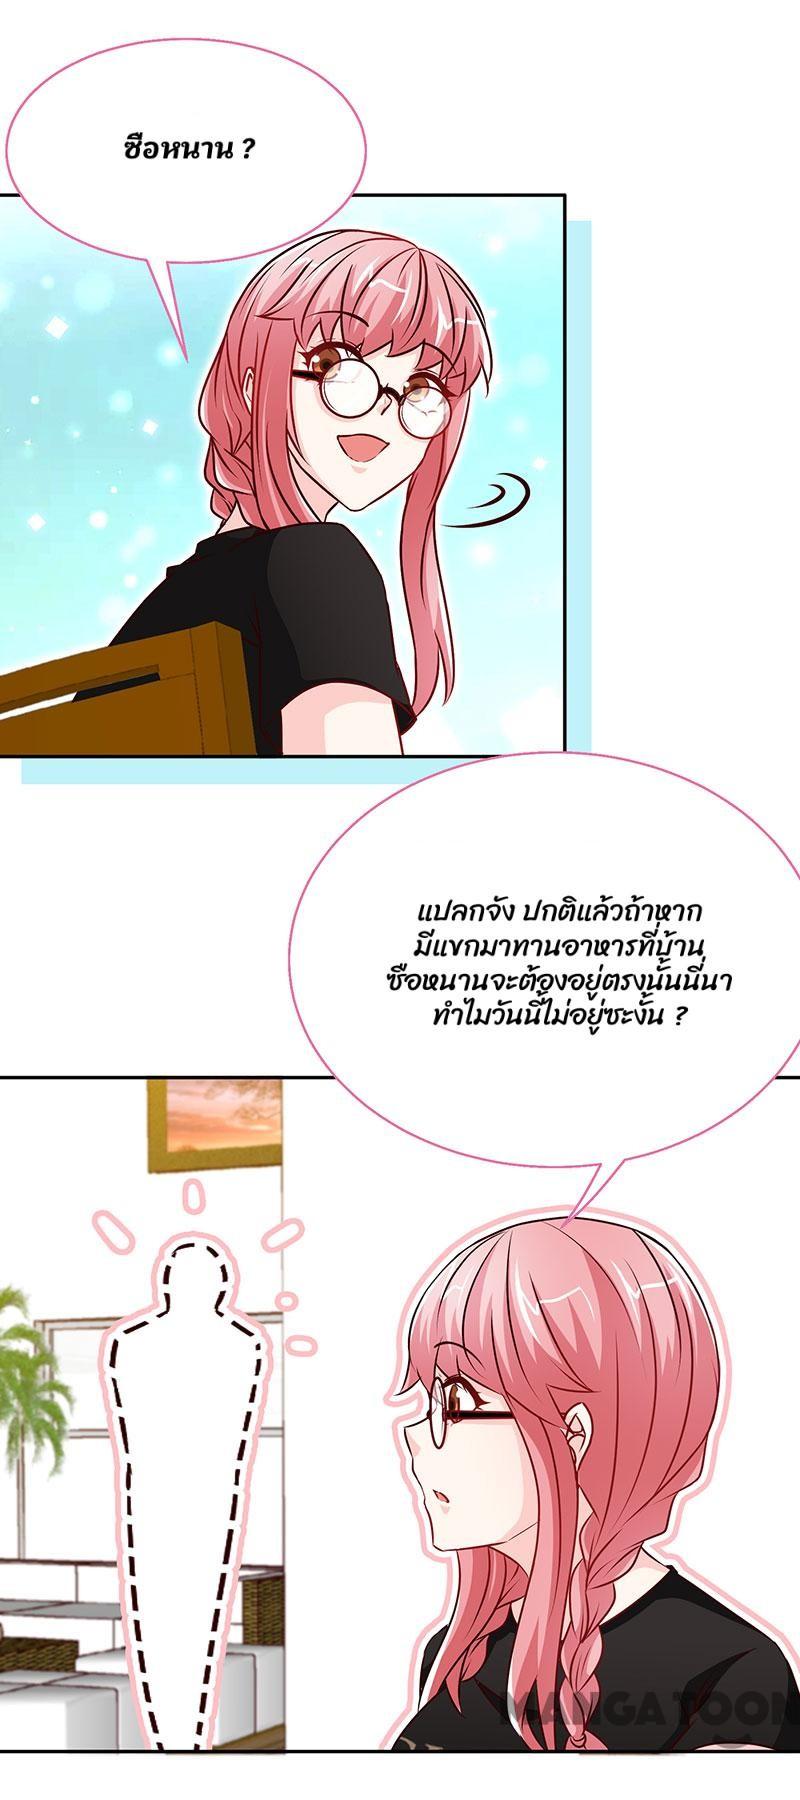 ซือหนาน ?
แปลกจัง ปกติแล้วถ้าหาก
มีแขกมาทานอาหารที่บ้าน
ซือหนานจะต้องอยู่ตรงนั้นนี่นา
ทำไมวันนี้ไม่อยู่ซะงั้น ?
MANGA TOON